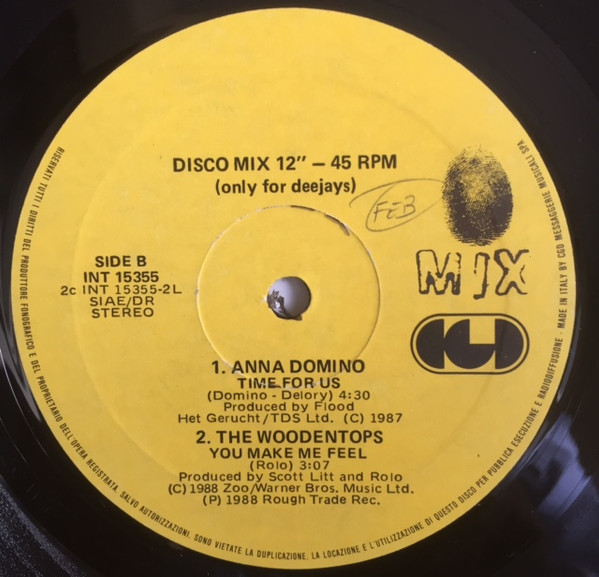 DISCO MIX 12" – 45 RPM
(only for deejays)
FEB
MIX
CGD
SIDE B
INT 15355
2c INT 15355-2L
SIAE/DR
STEREO
1. ANNA DOMINO
TIME FOR US
(Domino - Delory) 4:30
Produced by Flood
Het Gerucht/TDS Ltd. (C) 1987
2. THE WOODENTOPS
YOU MAKE ME FEEL
(Rolo) 3:07
Produced by Scott Litt and Rolo
(C) 1988 Zoo/Warner Bros. Music Ltd.
(P) 1988 Rough Trade Rec.
RISERVATI TUTTI I DIRITTI DEL PRODUTTORE FONOGRAFICO E DEL PROPRIETARIO DELL'OPERA REGISTRATA. SALVO AUTORIZZAZIONI, SONO VIETATE LA DUPLICAZIONE, LA LOCAZIONE E L'UTILIZZAZIONE DI QUESTO DISCO PER PUBBLICA ESECUZIONE E RADIODIFFUSIONE - MADE IN ITALY BY CGD MESSAGGERIE MUSICALI SPA